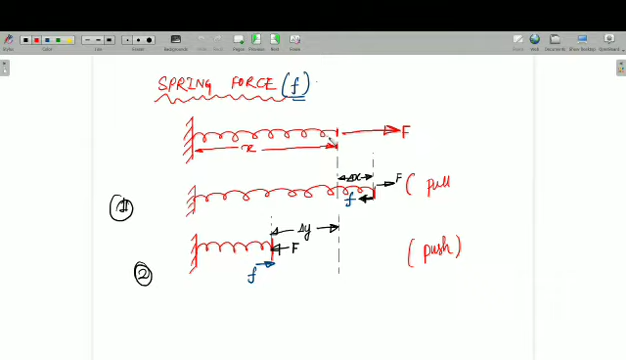 SPRING FORCE (f)
F
x
Δx
F
( pull
f
①
Δy
F
( push )
②
f